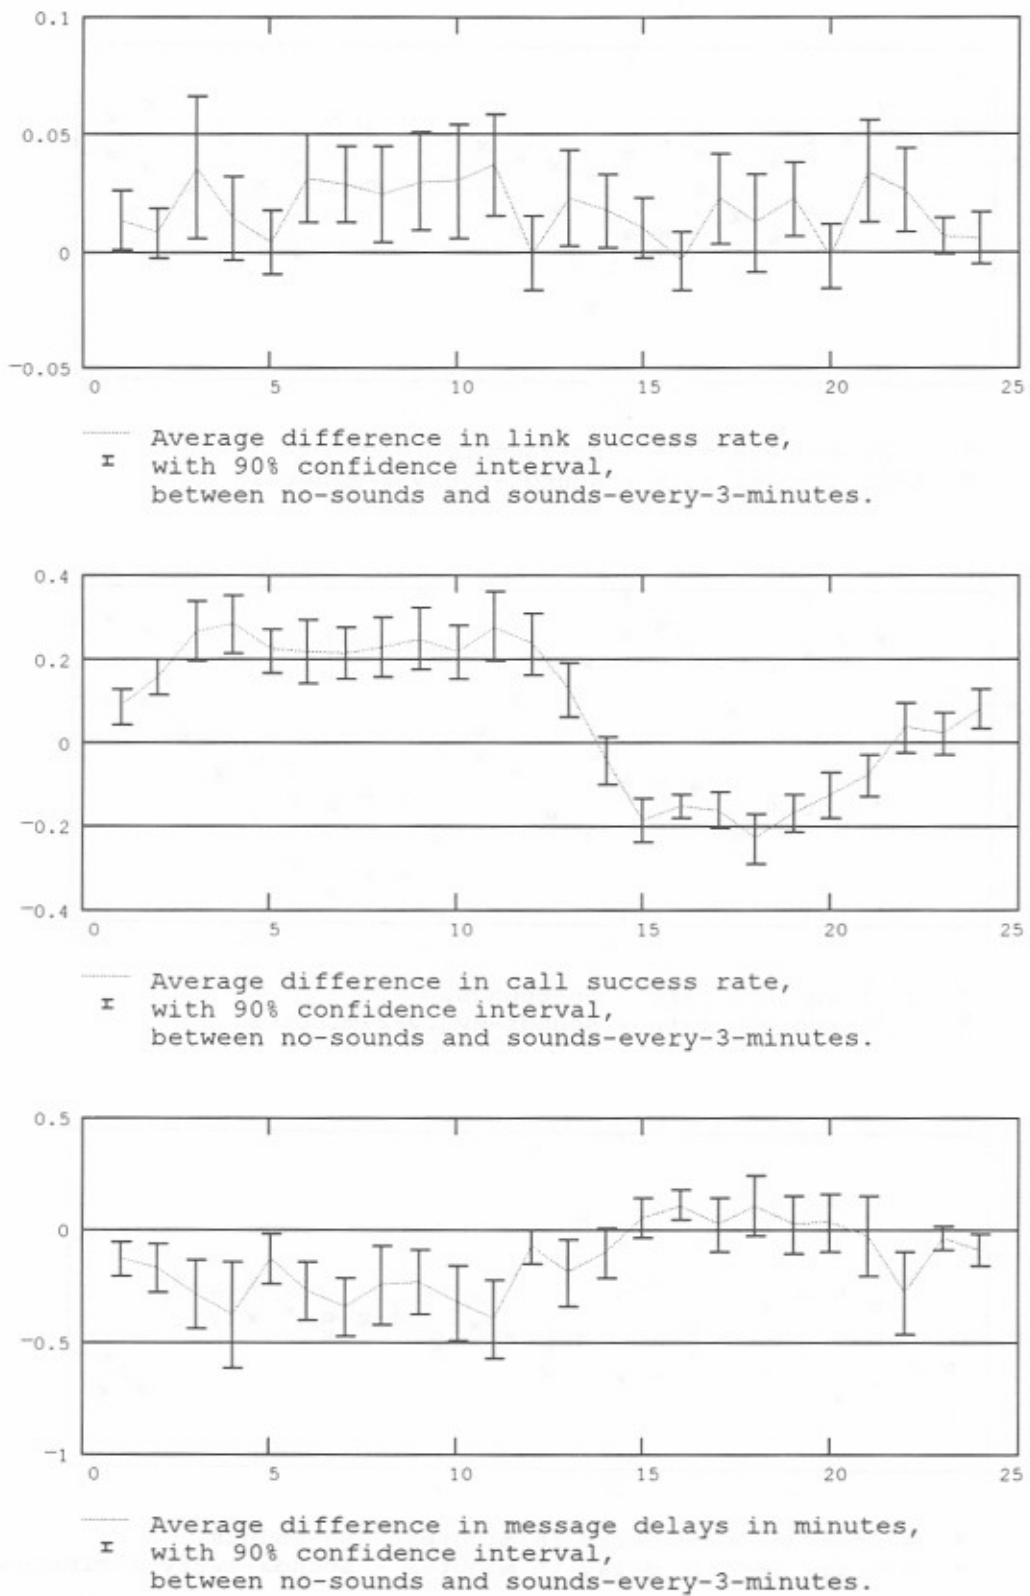 0.1
0.05
0
−0.05
0 5 10 15 20 25
Average difference in link success rate,
with 90% confidence interval,
between no-sounds and sounds-every-3-minutes.
0.4
0.2
0
−0.2
−0.4
0 5 10 15 20 25
Average difference in call success rate,
with 90% confidence interval,
between no-sounds and sounds-every-3-minutes.
0.5
0
−0.5
−1
0 5 10 15 20 25
Average difference in message delays in minutes,
with 90% confidence interval,
between no-sounds and sounds-every-3-minutes.